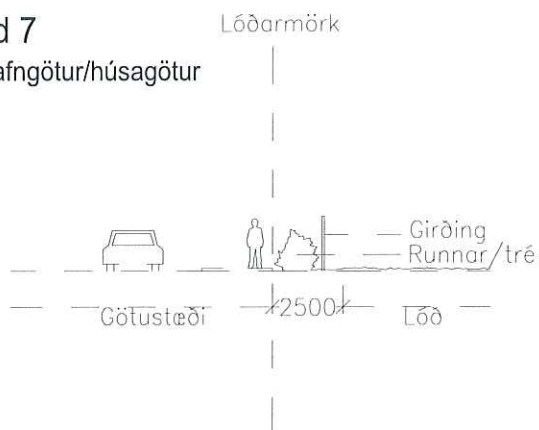 d 7
Lóðarmörk
afngötur/húsagötur
Girðing
Runnar/tré
Götustæði
2500
Lóð